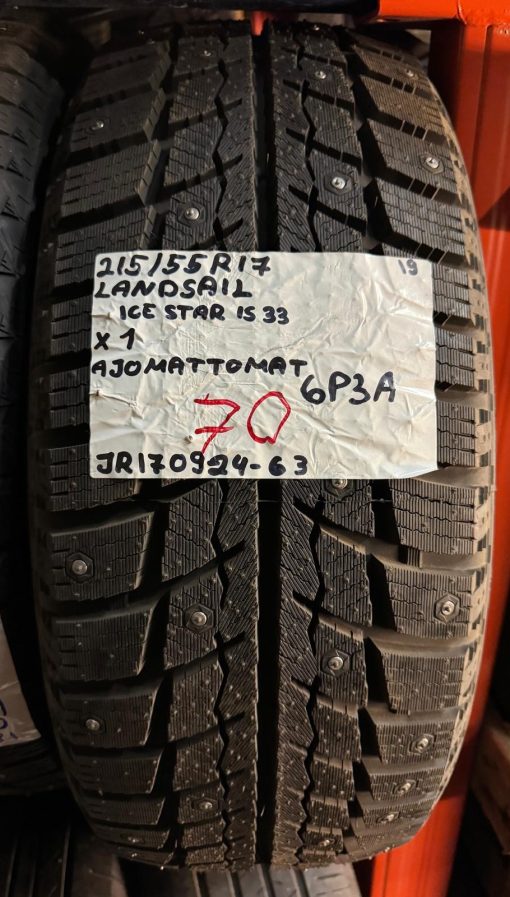 215/55R17 19
LANDSAIL
ICE STAR IS 33
X 1
AJOMATTOMAT
6P3A
70
JR170924-63